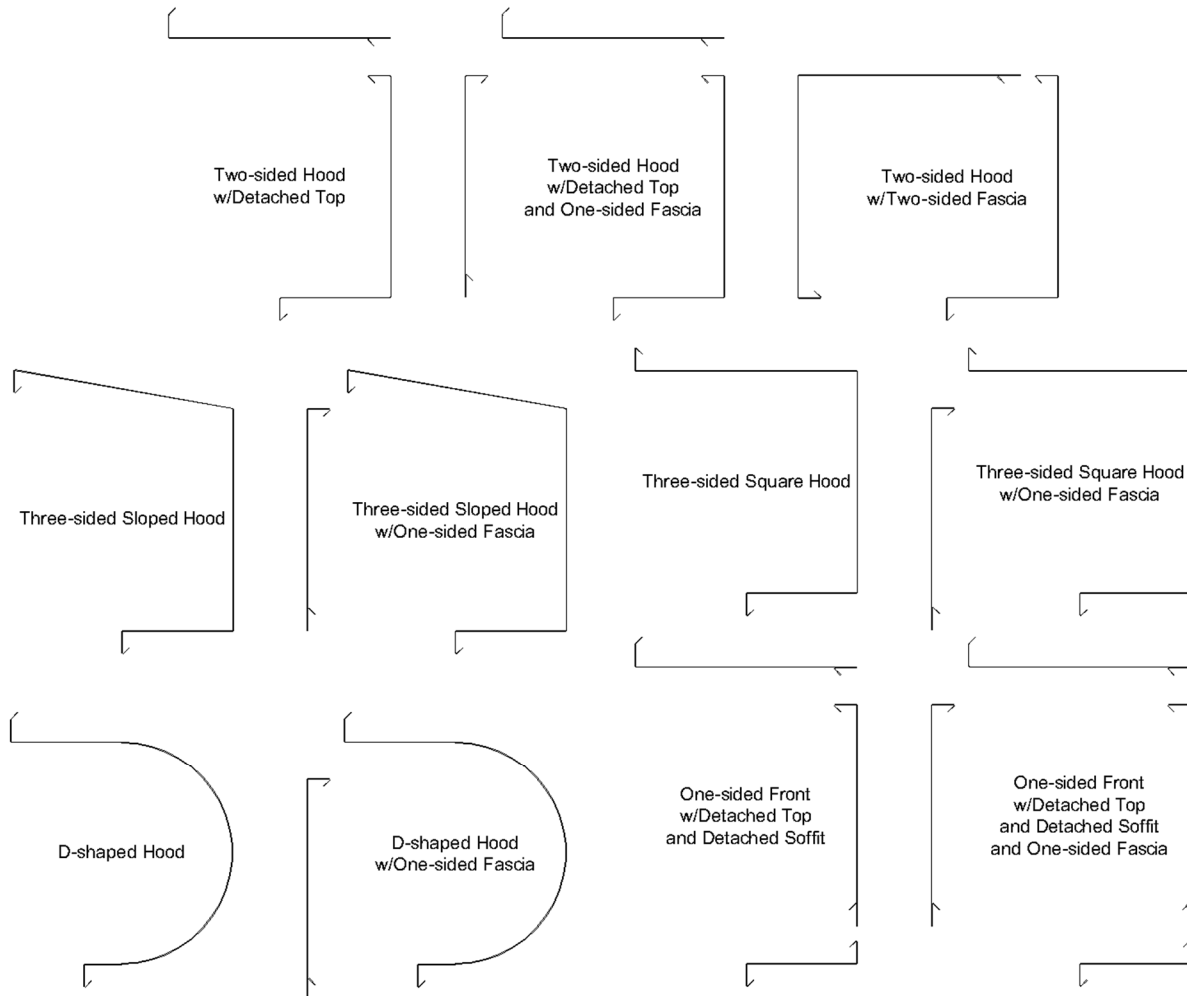 Two-sided Hood
w/Detached Top
Two-sided Hood
w/Detached Top
and One-sided Fascia
Two-sided Hood
w/Two-sided Fascia
Three-sided Sloped Hood
Three-sided Sloped Hood
w/One-sided Fascia
Three-sided Square Hood
Three-sided Square Hood
w/One-sided Fascia
D-shaped Hood
D-shaped Hood
w/One-sided Fascia
One-sided Front
w/Detached Top
and Detached Soffit
One-sided Front
w/Detached Top
and Detached Soffit
and One-sided Fascia